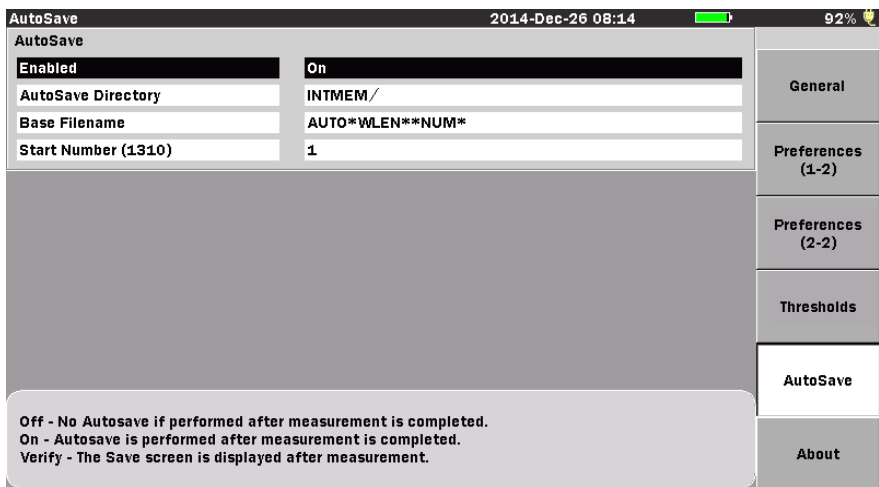 AutoSave 2014-Dec-26 08:14 92%
AutoSave
Enabled On
AutoSave Directory INTMEM/
Base Filename AUTO*WLEN**NUM*
Start Number (1310) 1
General
Preferences
(1-2)
Preferences
(2-2)
Thresholds
AutoSave
About
Off - No Autosave if performed after measurement is completed.
On - Autosave is performed after measurement is completed.
Verify - The Save screen is displayed after measurement.